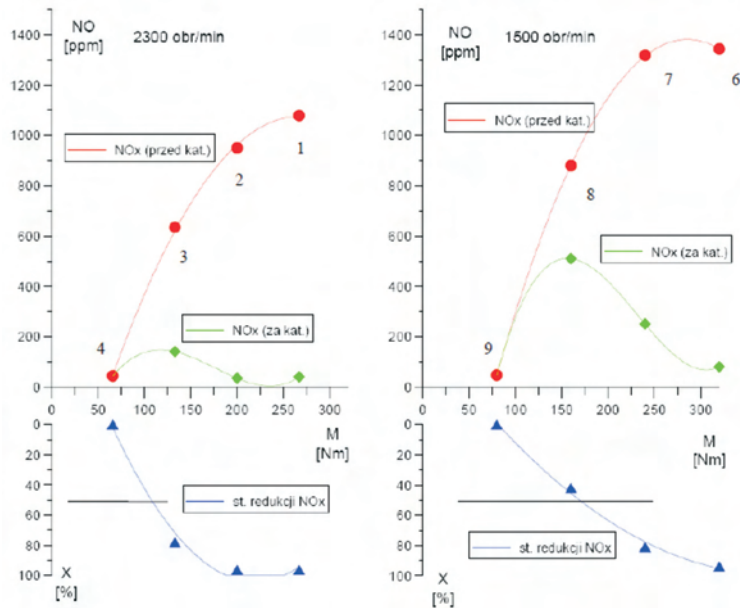 NO
[ppm]
2300 obr/min
1400
1200
1000
800
600
400
200
0
NOx (przed kat.)
1
2
3
4
NOx (za kat.)
0 50 100 150 200 250 300
M
[Nm]
0
20
40
60
80
100
st. redukcji NOx
X
[%]
NO
[ppm]
1500 obr/min
1400
1200
1000
800
600
400
200
0
NOx (przed kat.)
7
6
8
9
NOx (za kat.)
0 50 100 150 200 250 300
M
[Nm]
0
20
40
60
80
100
st. redukcji NOx
X
[%]